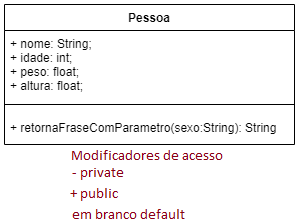 Pessoa
+ nome: String;
+ idade: int;
+ peso: float;
+ altura: float;
+ retornaFraseComParametro(sexo:String): String
Modificadores de acesso
- private
+ public
em branco default